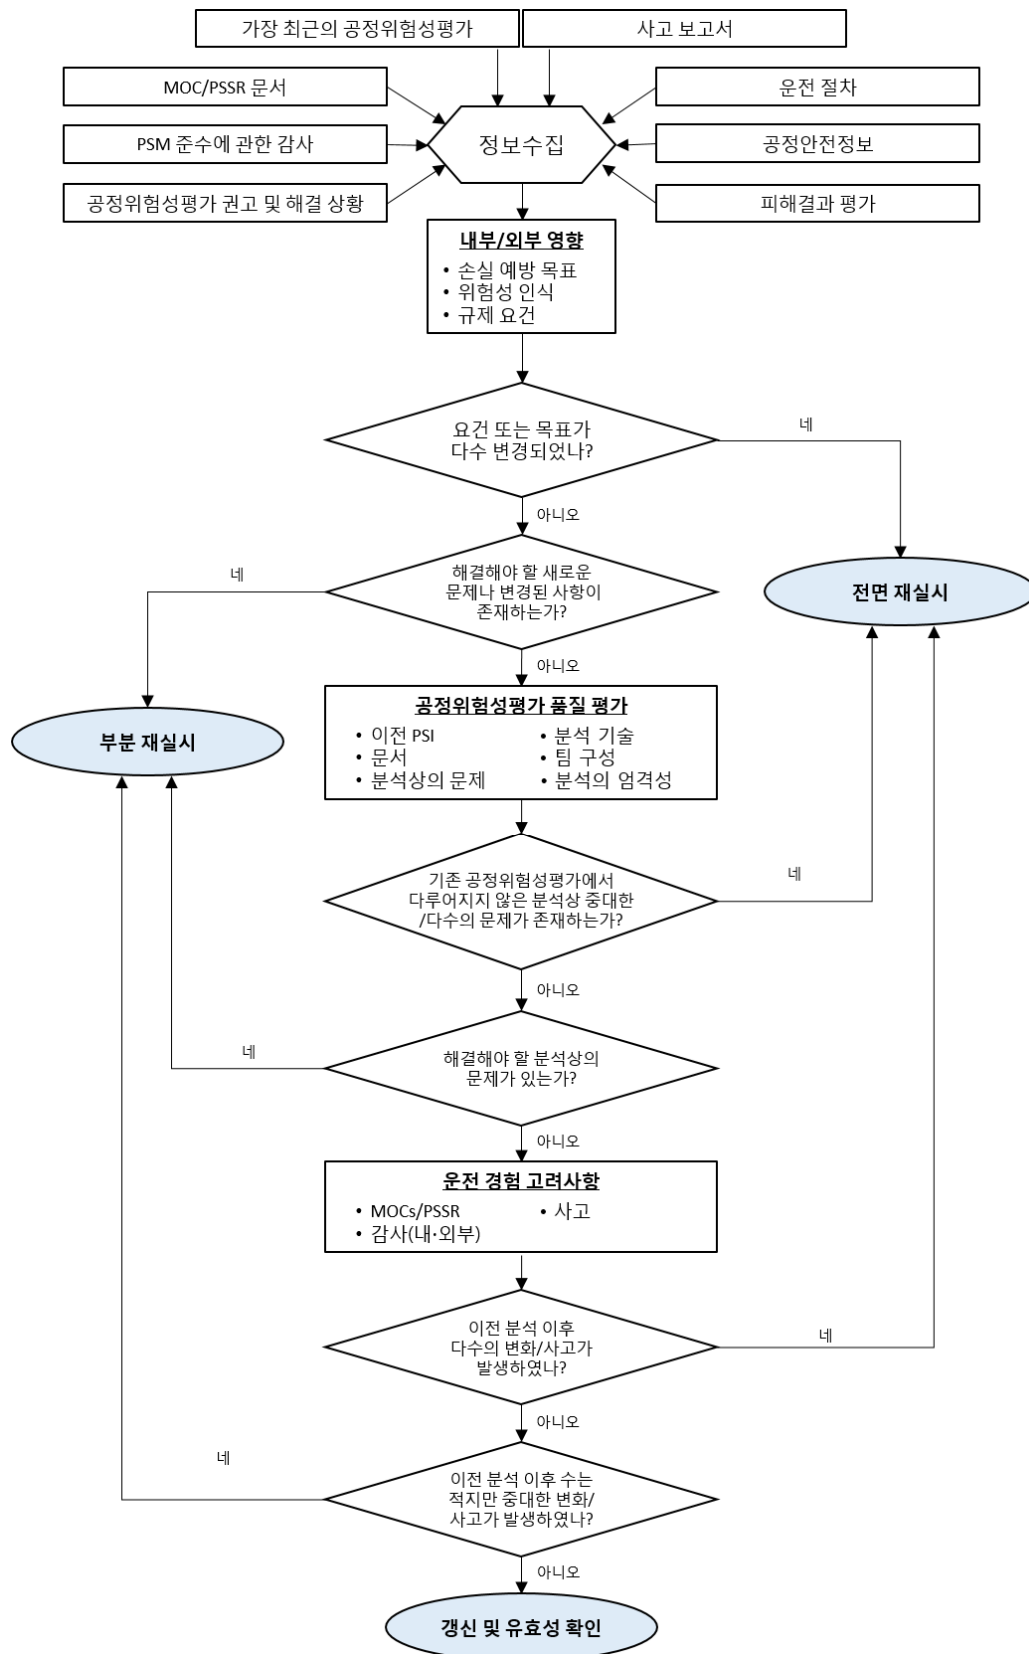 가장 최근의 공정위험성평가
사고 보고서
MOC/PSSR 문서
운전 절차
PSM 준수에 관한 감사
정보수집
공정안전정보
공정위험성평가 권고 및 해결 상황
피해결과 평가
내부/외부 영향
• 손실 예방 목표
• 위험성 인식
• 규제 요건
요건 또는 목표가
다수 변경되었나?
네
아니오
네
해결해야 할 새로운
문제나 변경된 사항이
존재하는가?
전면 재실시
아니오
공정위험성평가 품질 평가
• 이전 PSI
• 문서
• 분석상의 문제
• 분석 기술
• 팀 구성
• 분석의 엄격성
부분 재실시
기존 공정위험성평가에서
다루어지지 않은 분석상 중대한
/다수의 문제가 존재하는가?
네
아니오
네
해결해야 할 분석상의
문제가 있는가?
아니오
운전 경험 고려사항
• MOCs/PSSR
• 감사(내·외부)
• 사고
이전 분석 이후
다수의 변화/사고가
발생하였나?
네
아니오
네
이전 분석 이후 수는
적지만 중대한 변화/
사고가 발생하였나?
아니오
갱신 및 유효성 확인